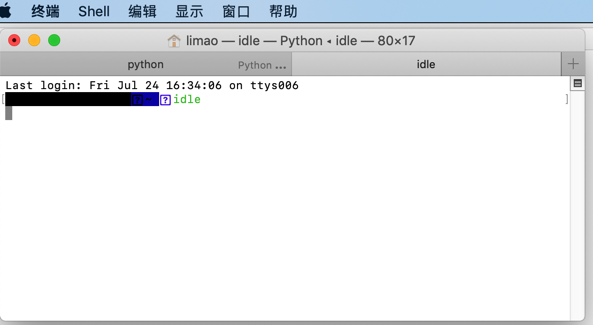 终端 Shell 编辑 显示 窗口 帮助
limao — idle — Python ◂ idle — 80×17
python Python ... idle
Last login: Fri Jul 24 16:34:06 on ttys006
[ ~ ? idle ]